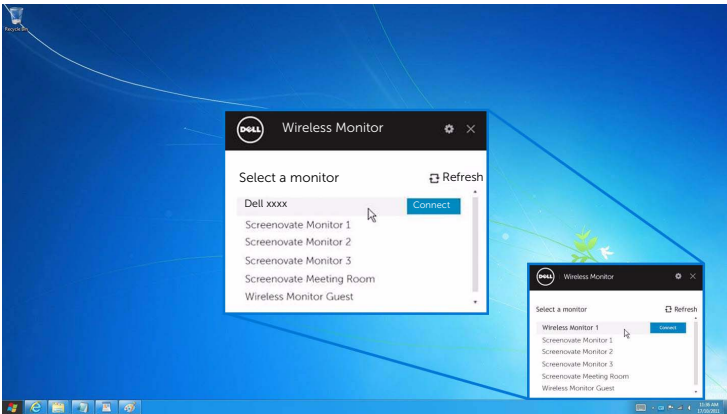 Recycle Bin
DELL
Wireless Monitor
Select a monitor
Refresh
Dell xxxx
Connect
Screenovate Monitor 1
Screenovate Monitor 2
Screenovate Monitor 3
Screenovate Meeting Room
Wireless Monitor Guest
DELL
Wireless Monitor
Select a monitor
Refresh
Wireless Monitor 1
Connect
Screenovate Monitor 1
Screenovate Monitor 2
Screenovate Monitor 3
Screenovate Meeting Room
Wireless Monitor Guest